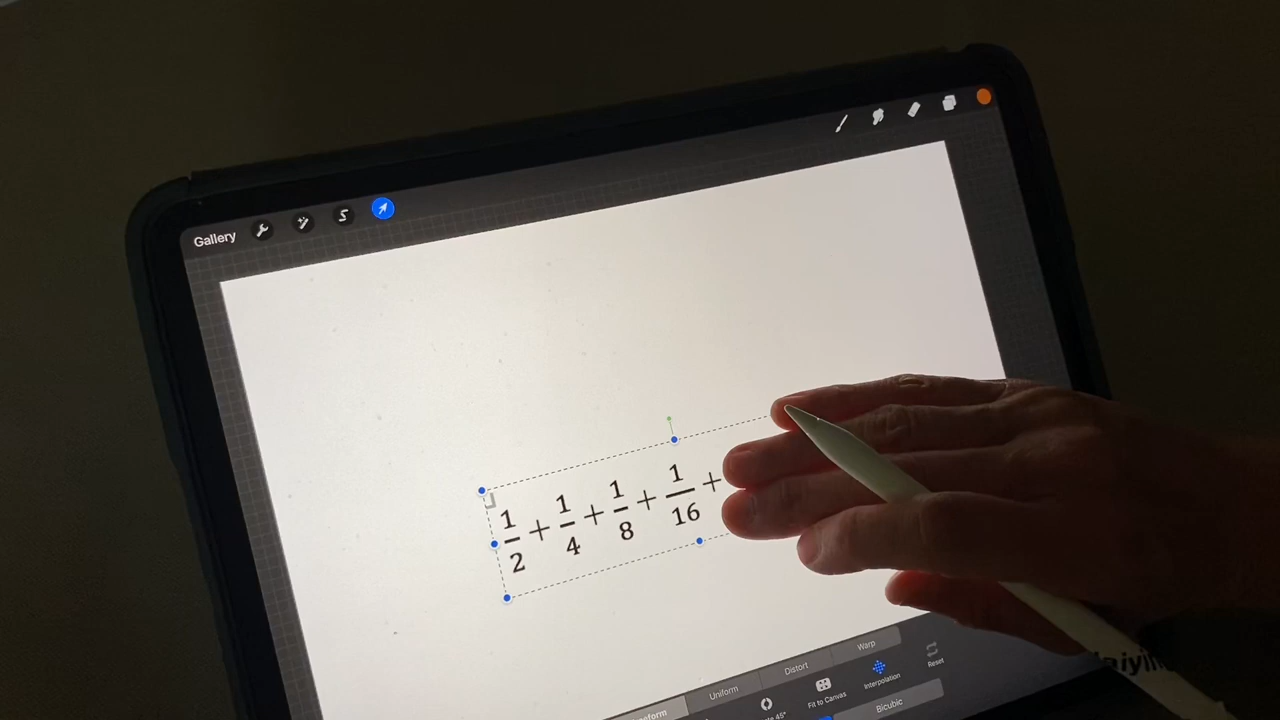 Gallery
1/2 + 1/4 + 1/8 + 1/16 +
Uniform
Distort
Warp
Fit to Canvas
Interpolation
Reset
Bicubic